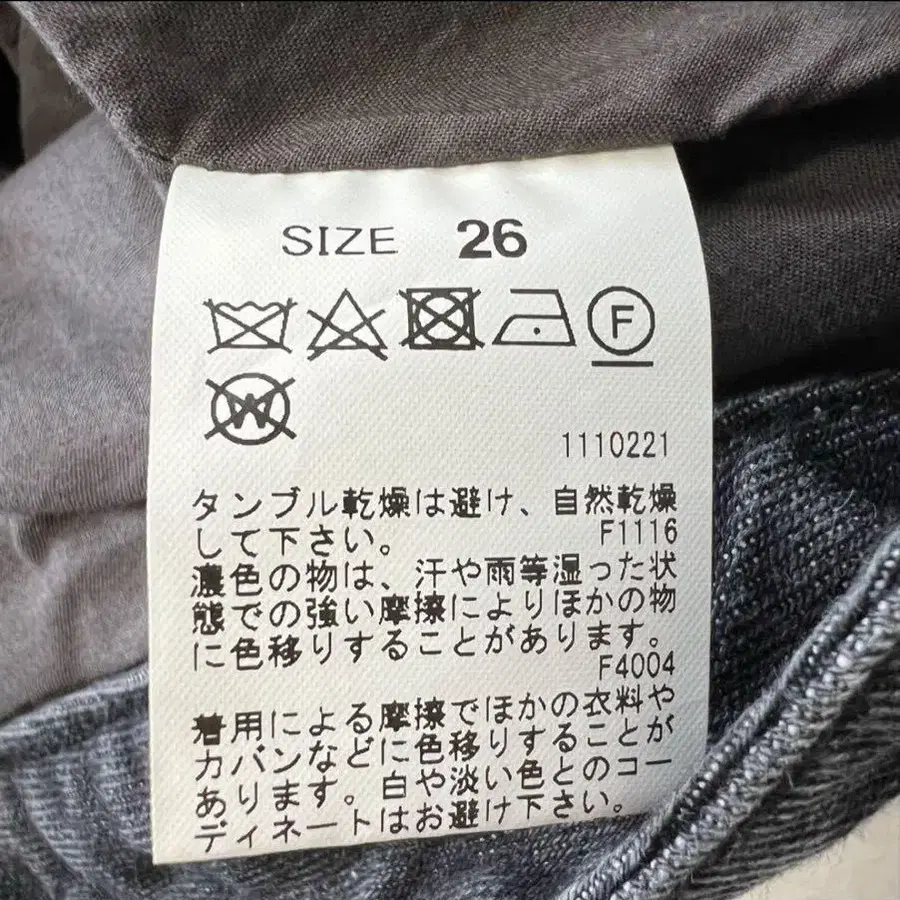 SIZE 26
F
W
1110221
タンブル乾燥は避け、自然乾燥
して下さい。
F1116
濃色の物は、汗や雨等湿った状
態での強い摩擦によりほかの物
に色移りすることがあります。
F4004
着用による摩擦でほかの衣料や
カバンなどに色移りすることが
あります。白や淡い色とのコー
ディネートはお避け下さい。